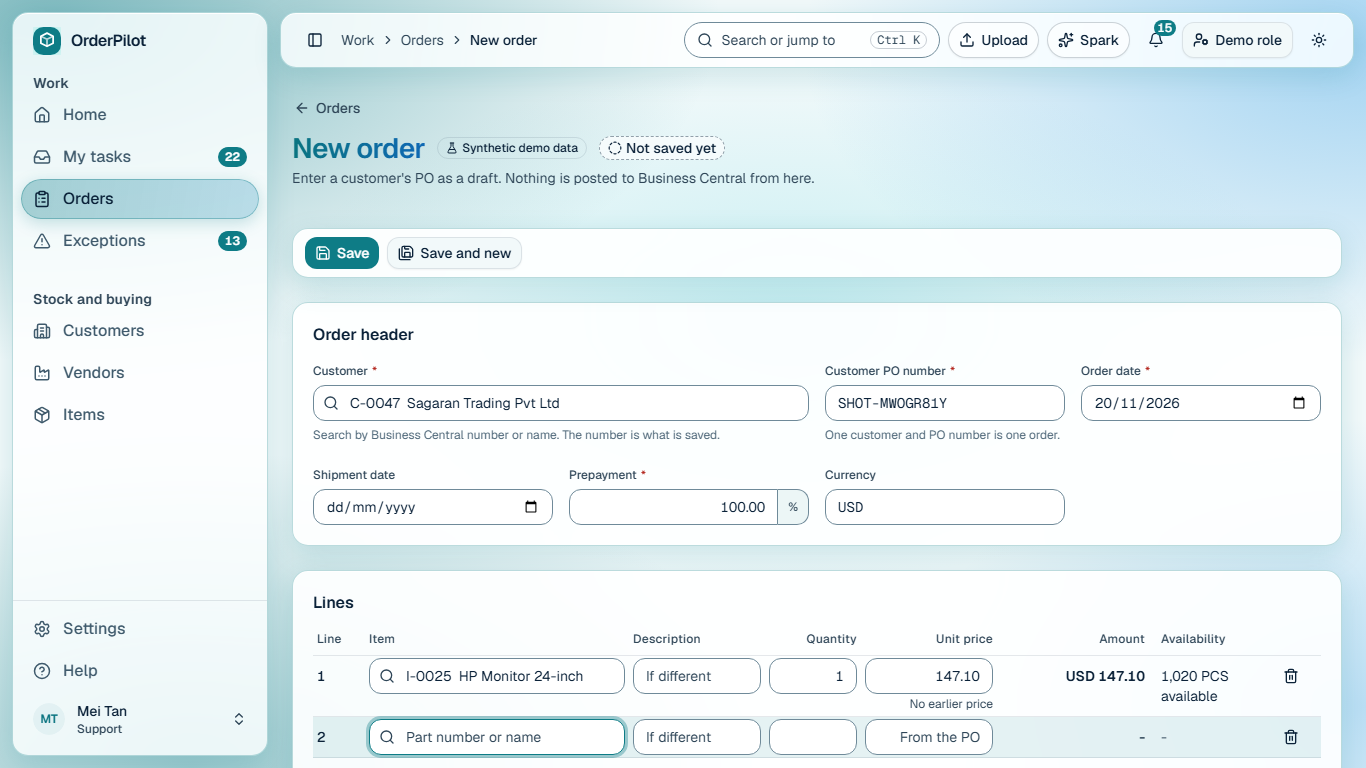 OrderPilot
Work
Home
My tasks 22
Orders
Exceptions 13
Stock and buying
Customers
Vendors
Items
Settings
Help
MT Mei Tan
Support
Work > Orders > New order
Search or jump to Ctrl K
Upload
Spark
15
Demo role
Orders
New order Synthetic demo data Not saved yet
Enter a customer's PO as a draft. Nothing is posted to Business Central from here.
Save Save and new
Order header
Customer * Customer PO number * Order date *
C-0047 Sagaran Trading Pvt Ltd SHOT-MWOGR81Y 20/11/2026
Search by Business Central number or name. The number is what is saved. One customer and PO number is one order.
Shipment date Prepayment * Currency
dd/mm/yyyy 100.00 % USD
Lines
Line Item Description Quantity Unit price Amount Availability
1 I-0025 HP Monitor 24-inch If different 1 147.10 USD 147.10 1,020 PCS
available
No earlier price
2 Part number or name If different From the PO - -